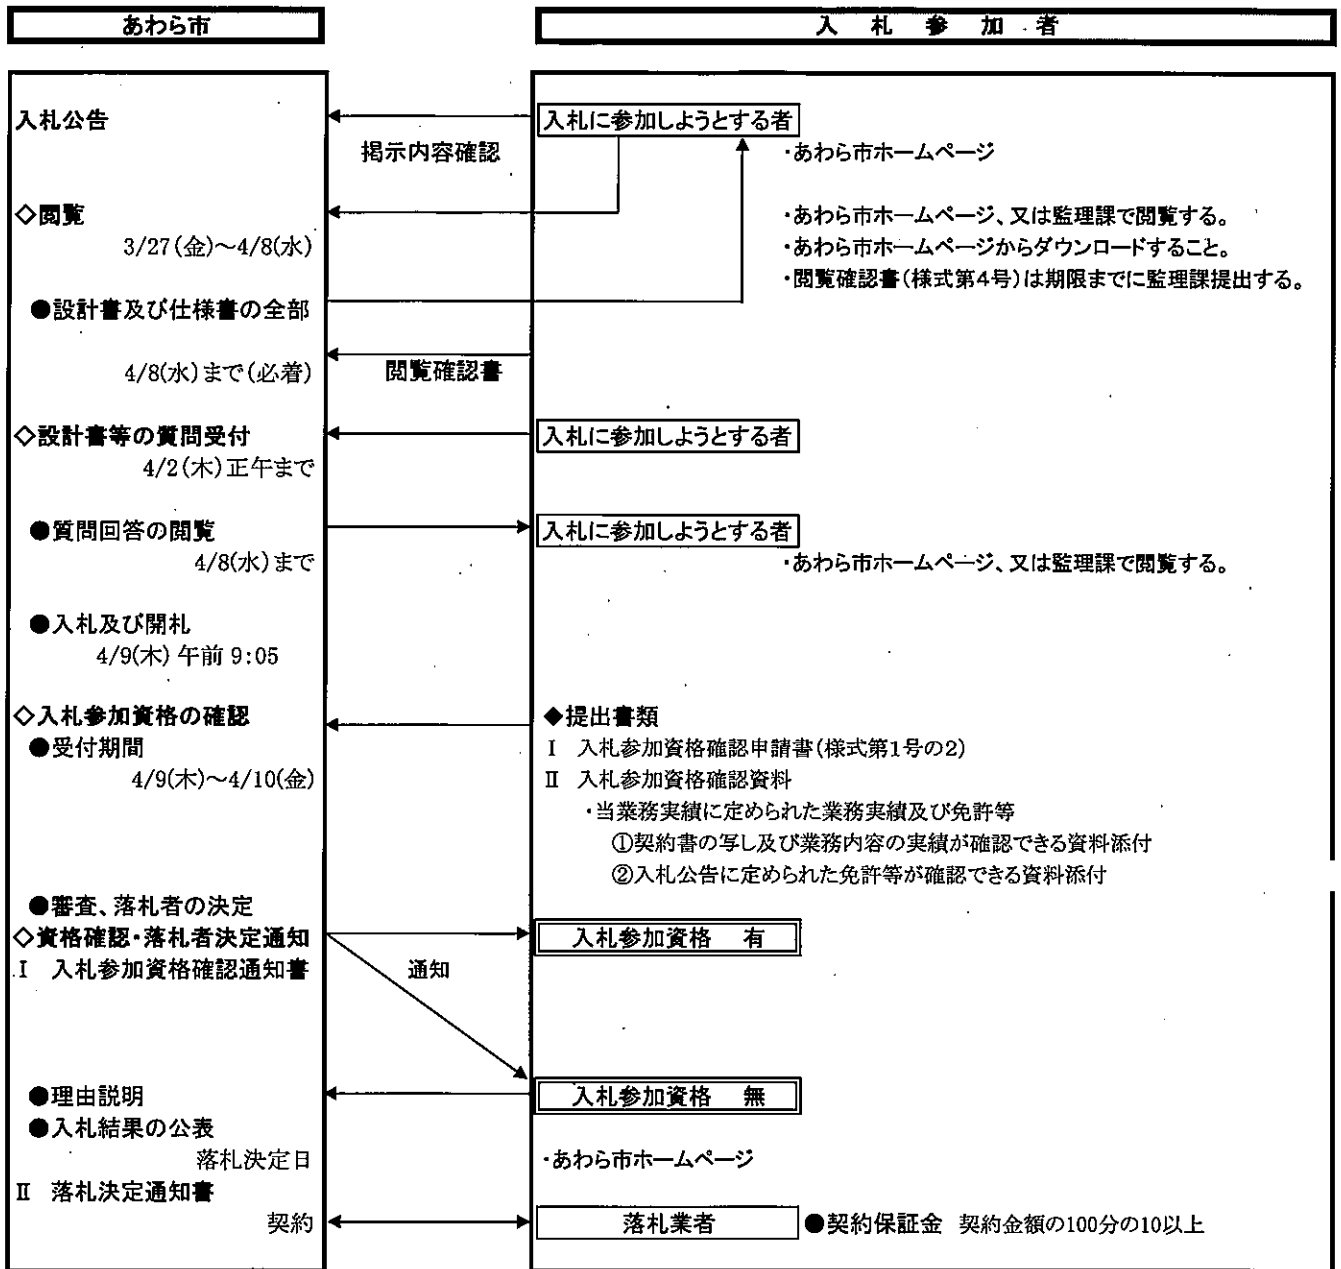 あわら市
入札参加者
入札公告
入札に参加しようとする者
掲示内容確認
・あわら市ホームページ
◇閲覧
・あわら市ホームページ、又は監理課で閲覧する。
3/27(金)～4/8(水)
・あわら市ホームページからダウンロードすること。
・閲覧確認書(様式第4号)は期限までに監理課提出する。
●設計書及び仕様書の全部
4/8(水)まで(必着)
閲覧確認書
◇設計書等の質問受付
入札に参加しようとする者
4/2(木)正午まで
●質問回答の閲覧
入札に参加しようとする者
4/8(水)まで
・あわら市ホームページ、又は監理課で閲覧する。
●入札及び開札
4/9(木) 午前 9:05
◇入札参加資格の確認
◆提出書類
●受付期間
Ⅰ 入札参加資格確認申請書(様式第1号の2)
4/9(木)～4/10(金)
Ⅱ 入札参加資格確認資料
・当業務実績に定められた業務実績及び免許等
①契約書の写し及び業務内容の実績が確認できる資料添付
②入札公告に定められた免許等が確認できる資料添付
●審査、落札者の決定
◇資格確認・落札者決定通知
入札参加資格 有
Ⅰ 入札参加資格確認通知書
通知
●理由説明
入札参加資格 無
●入札結果の公表
落札決定日
・あわら市ホームページ
Ⅱ 落札決定通知書
契約
落札業者
●契約保証金 契約金額の100分の10以上